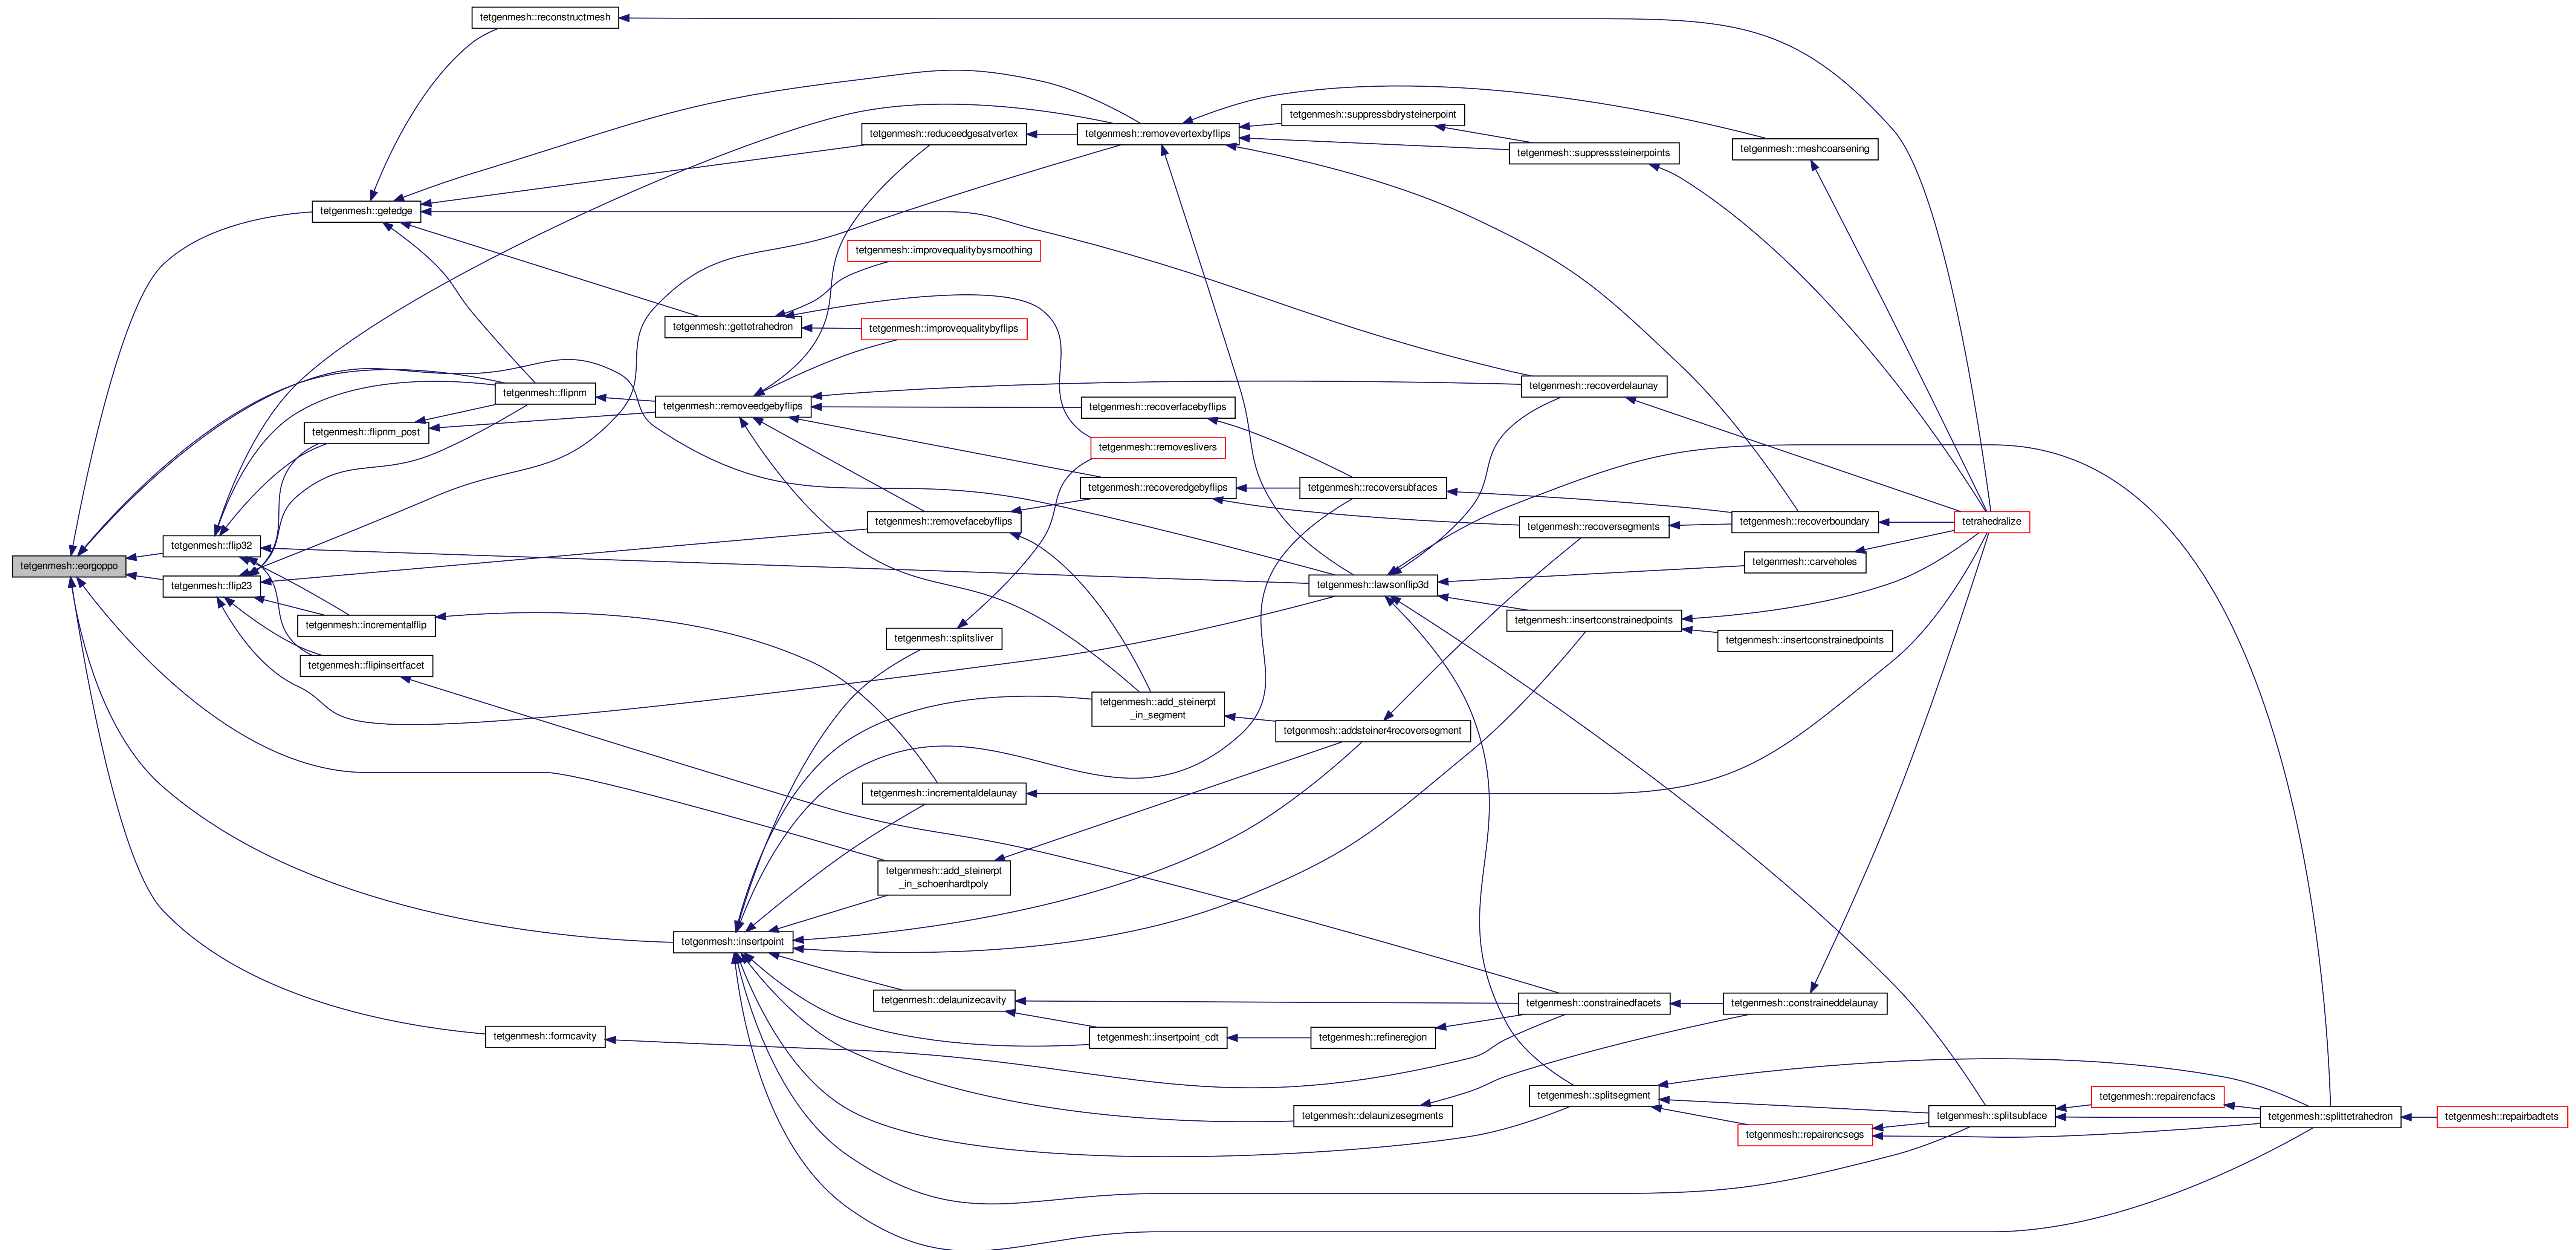 tetgenmesh::reconstructmesh
tetgenmesh::suppressbdrysteinerpoint
tetgenmesh::reduceedgesatvertex
tetgenmesh::removevertexbyflips
tetgenmesh::suppresssteinerpoints
tetgenmesh::meshcoarsening
tetgenmesh::getedge
tetgenmesh::improvequalitybysmoothing
tetgenmesh::gettetrahedron
tetgenmesh::improvequalitybyflips
tetgenmesh::flipnm
tetgenmesh::recoverdelaunay
tetgenmesh::removeedgebyflips
tetgenmesh::recoverfacebyflips
tetgenmesh::flipnm_post
tetgenmesh::removeslivers
tetgenmesh::recoveredgebyflips
tetgenmesh::recoversubfaces
tetgenmesh::removefacebyflips
tetgenmesh::recoversegments
tetgenmesh::recoverboundary
tetrahedralize
tetgenmesh::flip32
tetgenmesh::eorgoppo
tetgenmesh::carveholes
tetgenmesh::flip23
tetgenmesh::lawsonflip3d
tetgenmesh::incrementalflip
tetgenmesh::insertconstrainedpoints
tetgenmesh::splitsliver
tetgenmesh::insertconstrainedpoints
tetgenmesh::flipinsertfacet
tetgenmesh::add_steinerpt
_in_segment
tetgenmesh::addsteiner4recoversegment
tetgenmesh::incrementaldelaunay
tetgenmesh::add_steinerpt
_in_schoenhardtpoly
tetgenmesh::insertpoint
tetgenmesh::delaunizecavity
tetgenmesh::constrainedfacets
tetgenmesh::constraineddelaunay
tetgenmesh::formcavity
tetgenmesh::insertpoint_cdt
tetgenmesh::refineregion
tetgenmesh::splitsegment
tetgenmesh::repairencfacs
tetgenmesh::delaunizesegments
tetgenmesh::splitsubface
tetgenmesh::splittetrahedron
tetgenmesh::repairbadtets
tetgenmesh::repairencsegs